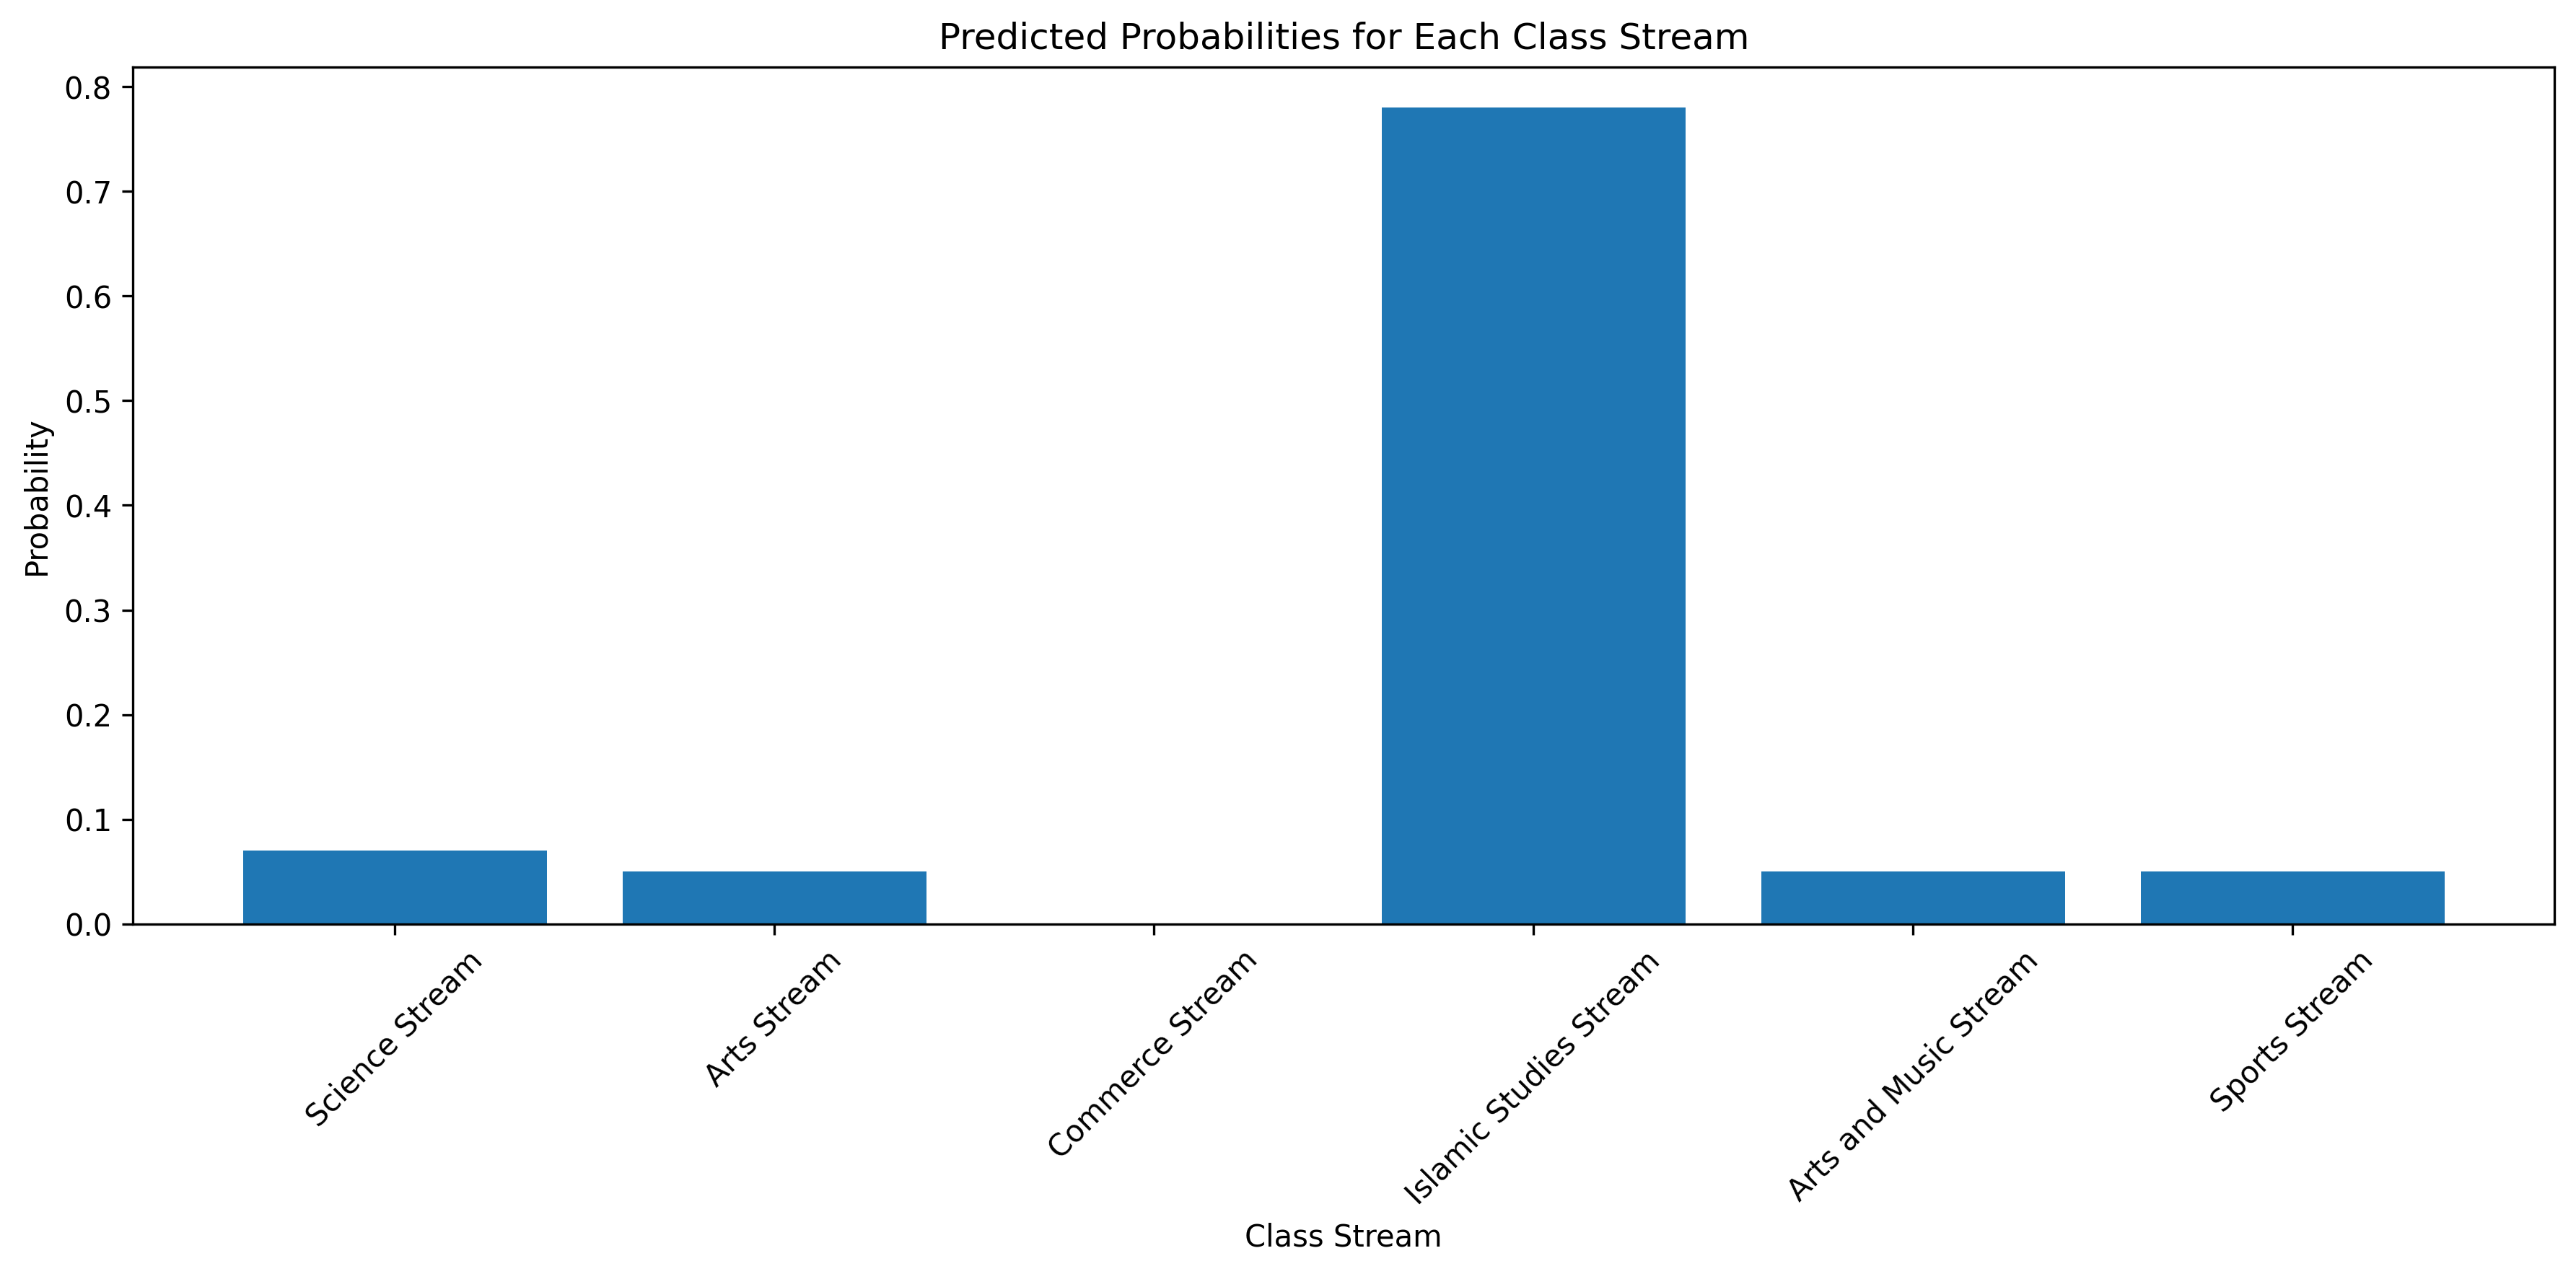 Predicted Probabilities for Each Class Stream
Probability
0.8
0.7
0.6
0.5
0.4
0.3
0.2
0.1
0.0
Science Stream
Arts Stream
Commerce Stream
Islamic Studies Stream
Arts and Music Stream
Sports Stream
Class Stream